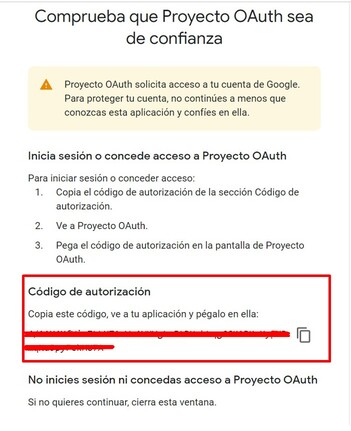 Comprueba que Proyecto OAuth sea
de confianza
Proyecto OAuth solicita acceso a tu cuenta de Google.
Para proteger tu cuenta, no continúes a menos que
conozcas esta aplicación y confíes en ella.
Inicia sesión o concede acceso a Proyecto OAuth
Para iniciar sesión o conceder acceso:
1. Copia el código de autorización de la sección Código de
autorización.
2. Ve a Proyecto OAuth.
3. Pega el código de autorización en la pantalla de Proyecto
OAuth.
Código de autorización
Copia este código, ve a tu aplicación y pégalo en ella:
No inicies sesión ni concedas acceso a Proyecto OAuth
Si no quieres continuar, cierra esta ventana.